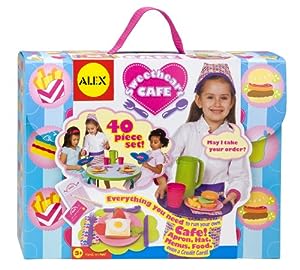 ALEX
Sweetheart
CAFE
40
piece
set!
May I take
your order?
Everything you need to run your own
Cafe!
Apron, Hat,
Menus, Food,
Even a Credit Card!
5+